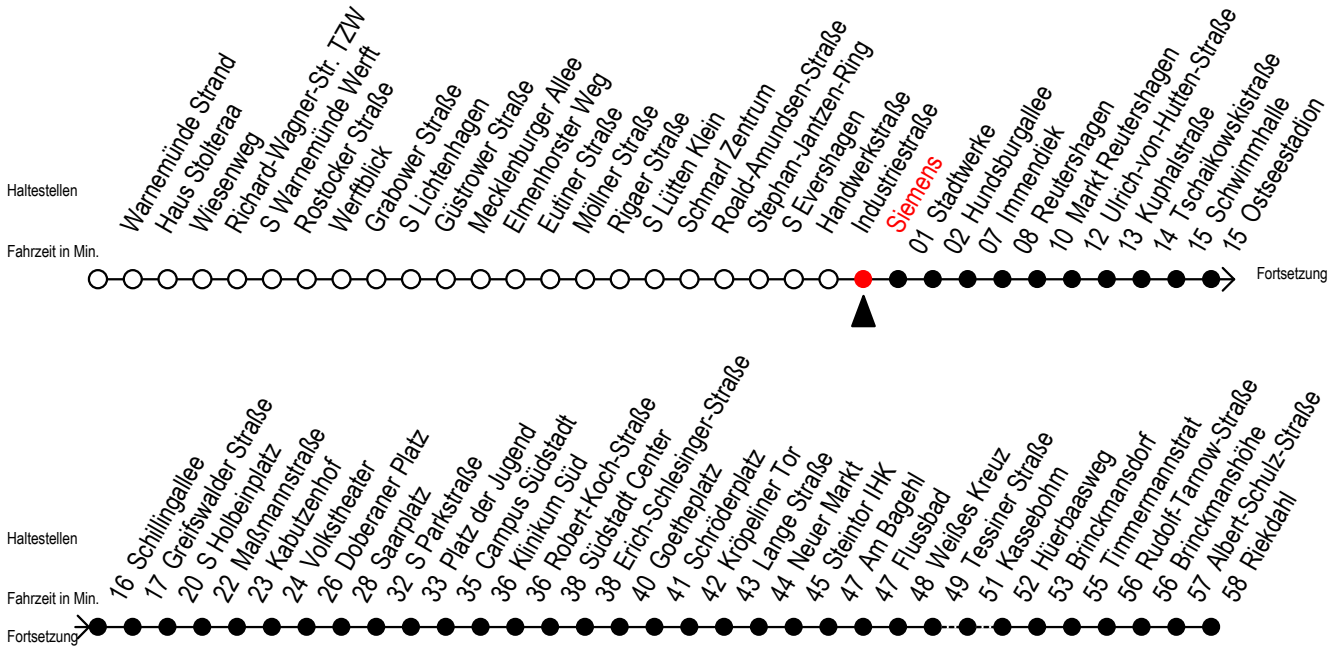 Haltestellen
Warnemünde Strand
Haus Stolteraa
Wiesenweg
Richard-Wagner-Str. TZW
S Warnemünde Werft
Rostocker Straße
Werftblick
Grabower Straße
S Lichtenhagen
Güstrower Straße
Mecklenburger Allee
Elmenhorster Weg
Eutiner Straße
Möllner Straße
Rigaer Straße
S Lütten Klein
Schmarl Zentrum
Roald-Amundsen-Straße
Stephan-Jantzen-Ring
S Evershagen
Handwerkstraße
Industriestraße
Siemens
01 Stadtwerke
02 Hundsburgallee
07 Immendiek
08 Reutershagen
10 Markt Reutershagen
12 Ulrich-von-Hutten-Straße
13 Kuphalstraße
14 Tschaikowskistraße
15 Schwimmhalle
15 Ostseestadion
Fahrzeit in Min.
Fortsetzung
Haltestellen
16 Schillingallee
17 Greifswalder Straße
20 S Holbeinplatz
22 Maßmannstraße
23 Kabutzenhof
24 Volkstheater
26 Doberaner Platz
28 Saarplatz
32 S Parkstraße
33 Platz der Jugend
35 Campus Südstadt
36 Klinikum Süd
36 Robert-Koch-Straße
38 Südstadt Center
38 Erich-Schlesinger-Straße
40 Goetheplatz
41 Schröderplatz
42 Kröpeliner Tor
43 Lange Straße
44 Neuer Markt
45 Steintor IHK
47 Am Bagehl
47 Flussbad
48 Weißes Kreuz
49 Tessiner Straße
51 Kassebohm
52 Hüerbaasweg
53 Brinckmansdorf
55 Timmermannstrat
56 Rudolf-Tarnow-Straße
56 Brinckmanshöhe
57 Albert-Schulz-Straße
58 Riekdahl
Fahrzeit in Min.
Fortsetzung